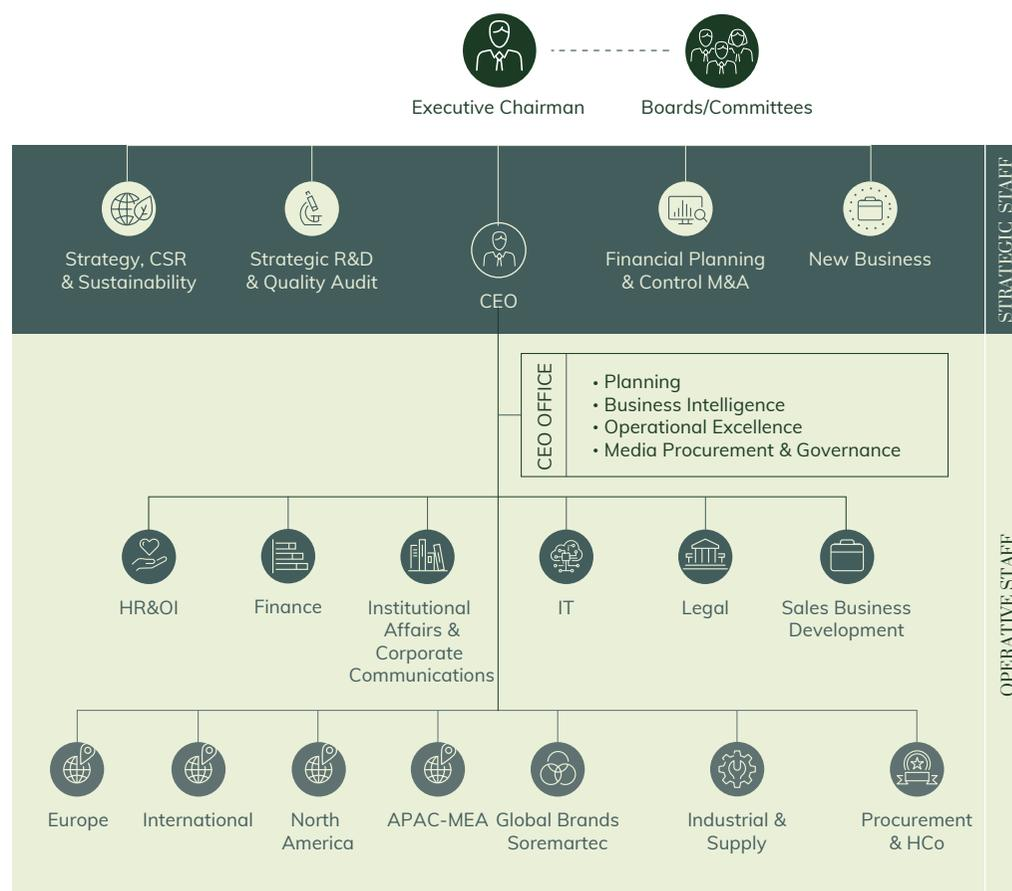 Executive Chairman
Boards/Committees
STRATEGIC STAFF
Strategy, CSR
& Sustainability
Strategic R&D
& Quality Audit
CEO
Financial Planning
& Control M&A
New Business
CEO OFFICE
• Planning
• Business Intelligence
• Operational Excellence
• Media Procurement & Governance
OPERATIVE STAFF
HR&OI
Finance
Institutional
Affairs &
Corporate
Communications
IT
Legal
Sales Business
Development
Europe
International
North
America
APAC-MEA
Global Brands
Soremartec
Industrial &
Supply
Procurement
& HCo